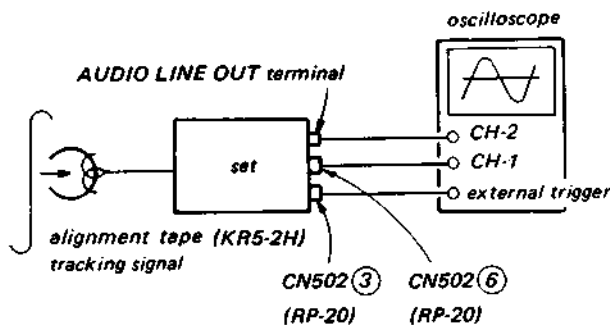 oscilloscope
AUDIO LINE OUT terminal
CH-2
set
CH-1
external trigger
alignment tape (KR5-2H)
tracking signal
CN502③
(RP-20)
CN502⑥
(RP-20)